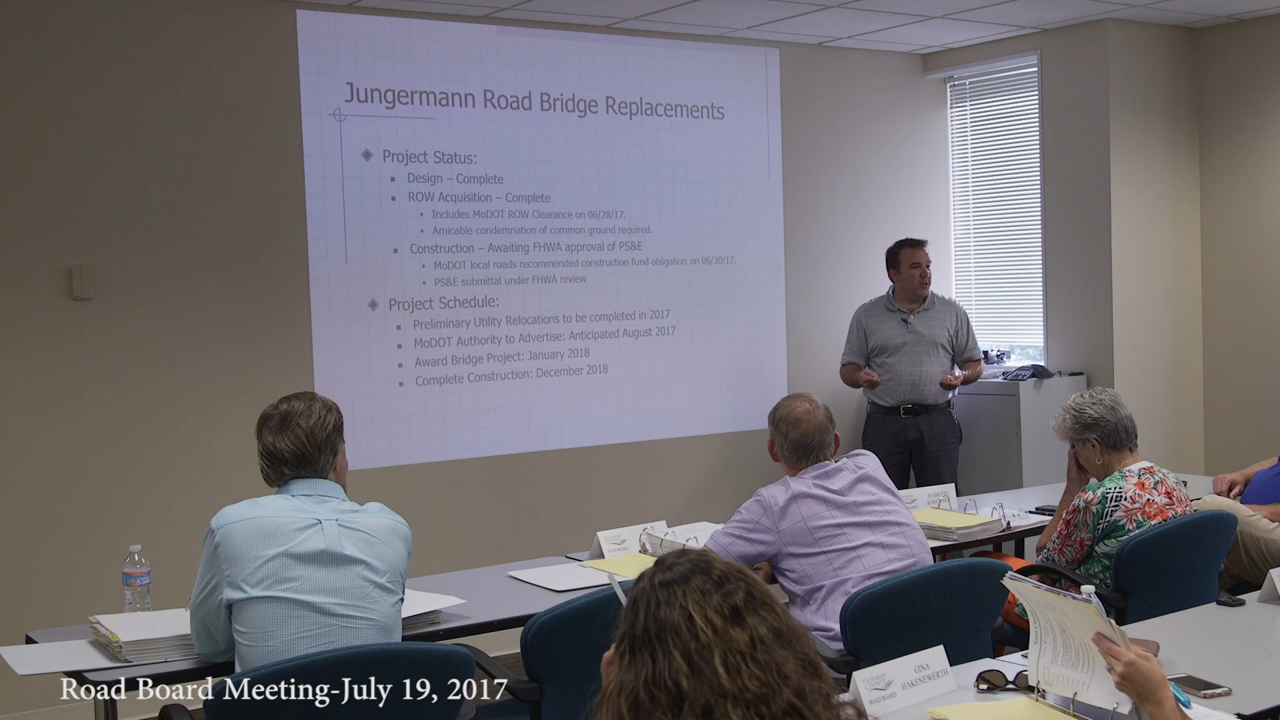 Jungermann Road Bridge Replacements
Project Status:
Design – Complete
ROW Acquisition – Complete
Includes MoDOT ROW Clearance on 06/28/17.
Amicable condemnation of common ground required.
Construction – Awaiting FHWA approval of PS&E
MoDOT local roads recommended construction fund obligation on 06/30/17.
PS&E submittal under FHWA review
Project Schedule:
Preliminary Utility Relocations to be completed in 2017
MoDOT Authority to Advertise: Anticipated August 2017
Award Bridge Project: January 2018
Complete Construction: December 2018
GINA
HAKENEWERTH
ROAD BOARD
Road Board Meeting-July 19, 2017